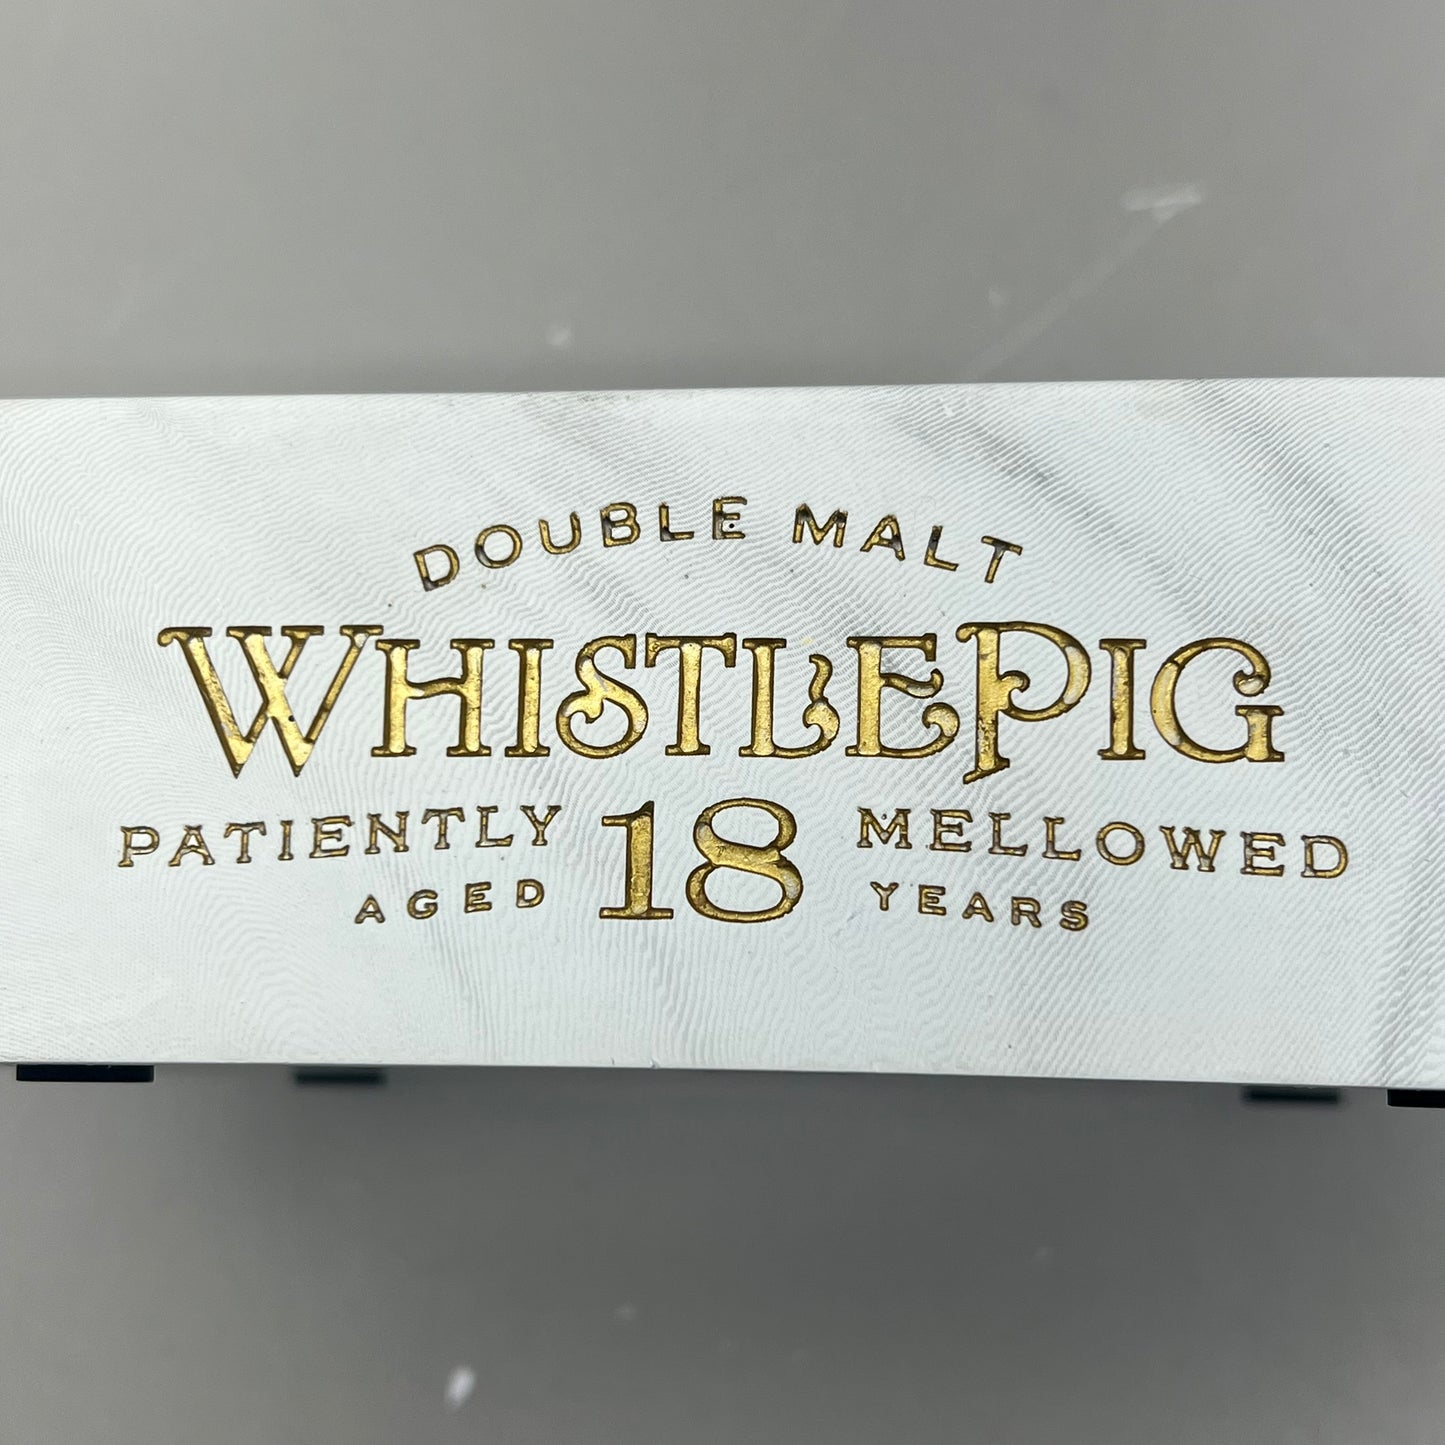 DOUBLE MALT
WHISTLEPIG
PATIENTLY 18 MELLOWED
AGED YEARS